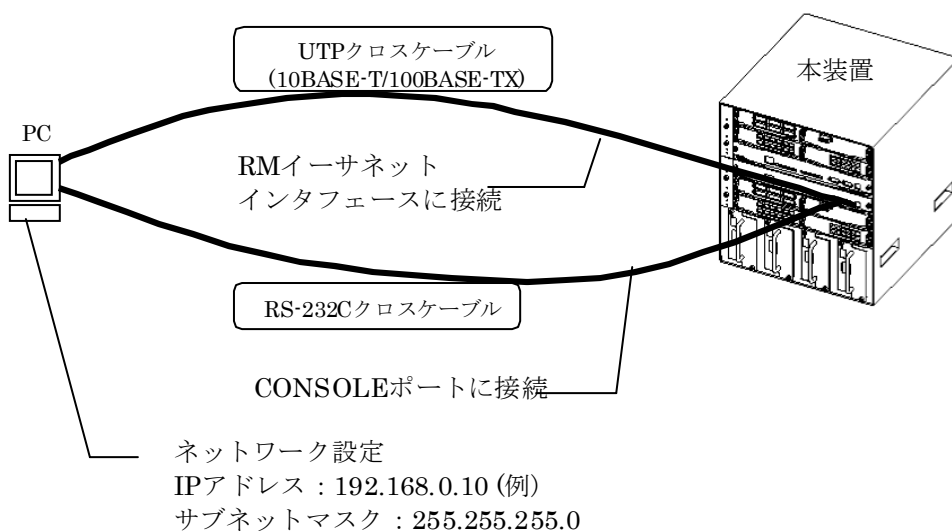 UTPクロスケーブル
(10BASE-T/100BASE-TX)
本装置
PC
RMイーサネット
インタフェースに接続
RS-232Cクロスケーブル
CONSOLEポートに接続
ネットワーク設定
IPアドレス：192.168.0.10 (例)
サブネットマスク：255.255.255.0